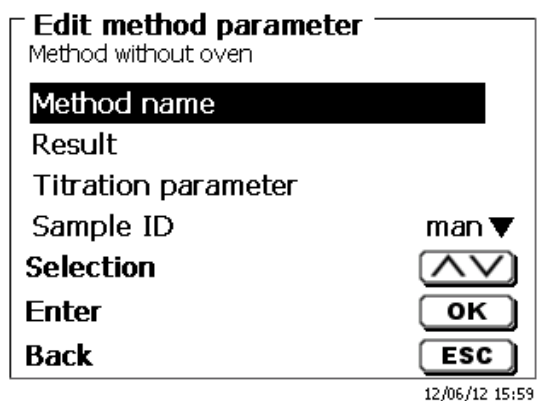 Edit method parameter
Method without oven
Method name
Result
Titration parameter
Sample ID man▼
Selection
Enter OK
Back ESC
12/06/12 15:59